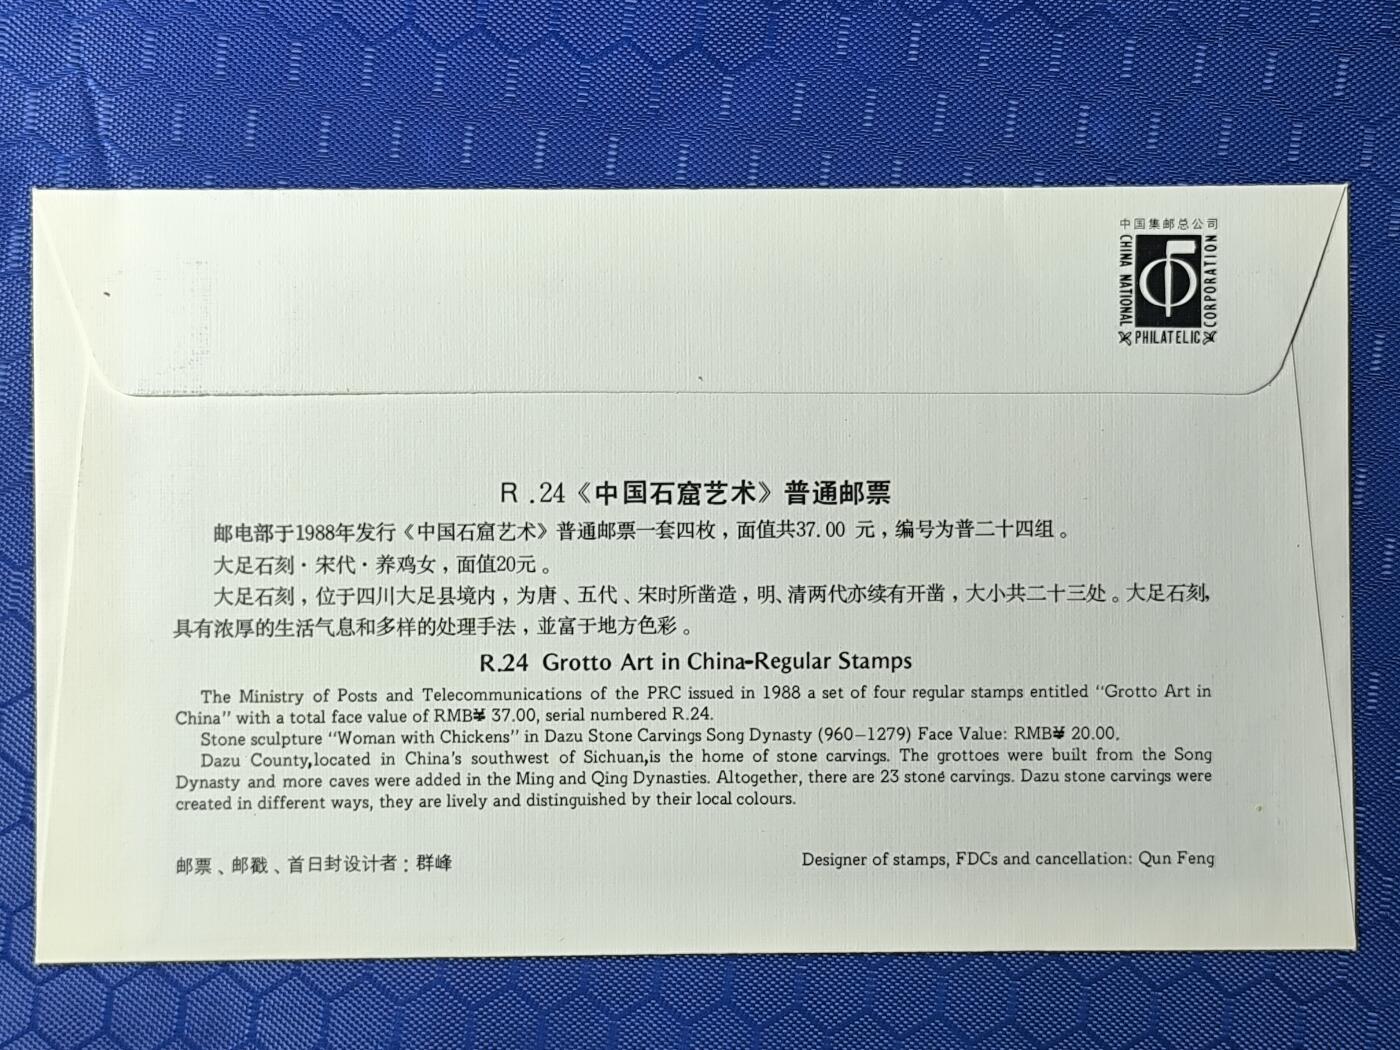 中国集邮总公司
CHINA NATIONAL
CORPORATION
PHILATELIC
R.24《中国石窟艺术》普通邮票
邮电部于1988年发行《中国石窟艺术》普通邮票一套四枚，面值共37.00 元，编号为普二十四组。
大足石刻·宋代·养鸡女，面值20元。
大足石刻，位于四川大足县境内，为唐、五代、宋时所凿造，明、清两代亦续有开凿，大小共二十三处。大足石刻，
具有浓厚的生活气息和多样的处理手法，並富于地方色彩。
R.24 Grotto Art in China-Regular Stamps
The Ministry of Posts and Telecommunications of the PRC issued in 1988 a set of four regular stamps entitled “Grotto Art in
China” with a total face value of RMB¥ 37.00, serial numbered R.24.
Stone sculpture “Woman with Chickens” in Dazu Stone Carvings Song Dynasty (960–1279) Face Value: RMB¥ 20.00.
Dazu County,located in China's southwest of Sichuan,is the home of stone carvings. The grottoes were built from the Song
Dynasty and more caves were added in the Ming and Qing Dynasties. Altogether, there are 23 stone carvings. Dazu stone carvings were
created in different ways, they are lively and distinguished by their local colours.
邮票、邮戳、首日封设计者：群峰
Designer of stamps, FDCs and cancellation: Qun Feng